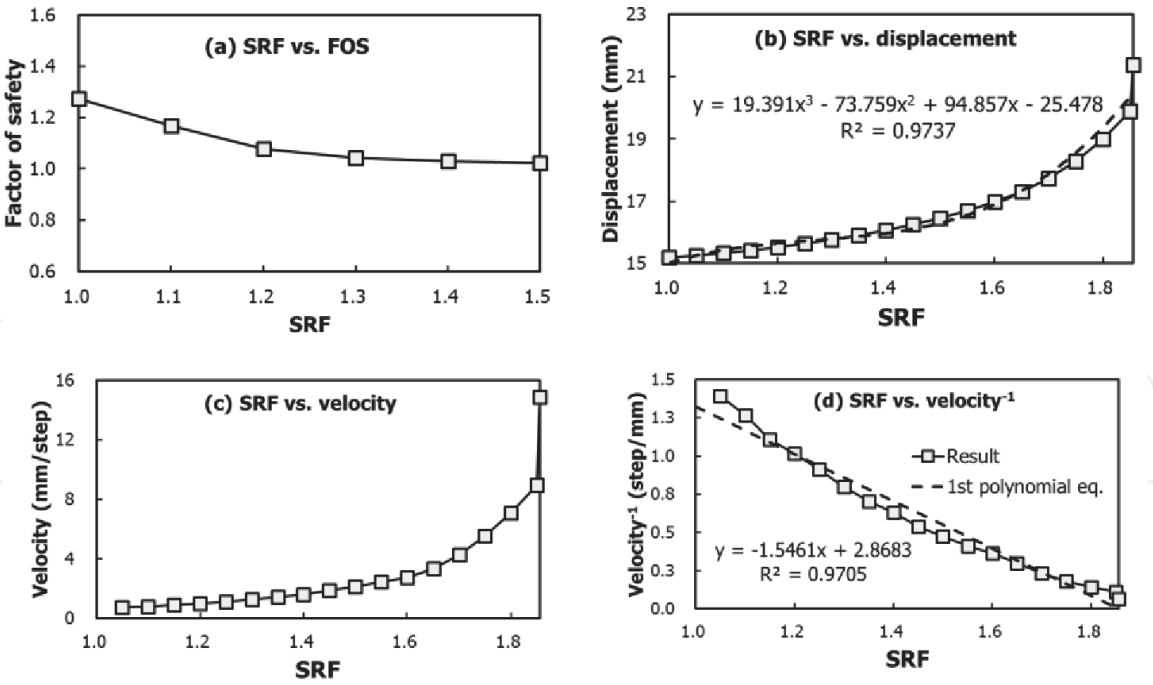 (a) SRF vs. FOS
Factor of safety
1.6
1.4
1.2
1.0
0.8
0.6
1.0 1.1 1.2 1.3 1.4 1.5
SRF
(b) SRF vs. displacement
Displacement (mm)
23
21
19
17
15
y = 19.391x³ - 73.759x² + 94.857x - 25.478
R² = 0.9737
1.0 1.2 1.4 1.6 1.8
SRF
(c) SRF vs. velocity
Velocity (mm/step)
16
12
8
4
0
1.0 1.2 1.4 1.6 1.8
SRF
(d) SRF vs. velocity⁻¹
Velocity⁻¹ (step/mm)
1.5
1.3
1.0
0.8
0.5
0.3
0.0
Result
1st polynomial eq.
y = -1.5461x + 2.8683
R² = 0.9705
1.0 1.2 1.4 1.6 1.8
SRF